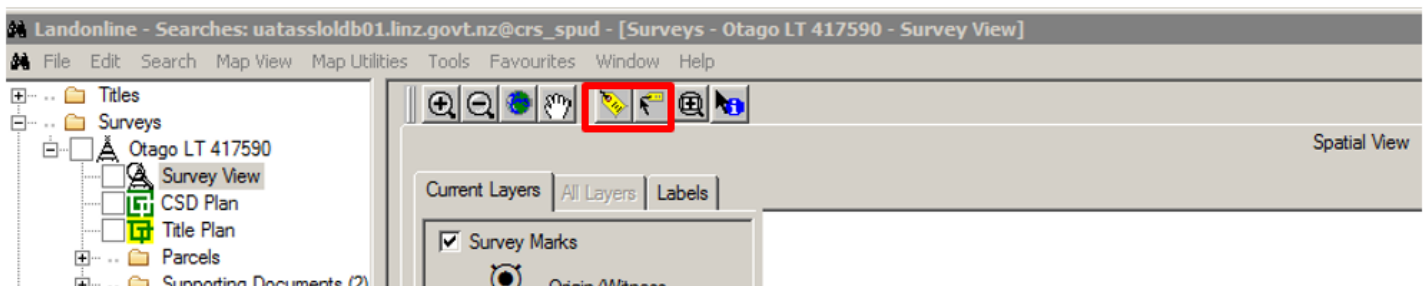 Landonline - Searches: uatassloldb01.linz.govt.nz@crs_spud - [Surveys - Otago LT 417590 - Survey View]
File Edit Search Map View Map Utilities Tools Favourites Window Help
Titles
Surveys
Otago LT 417590
Survey View
CSD Plan
Title Plan
Parcels
Supporting Documents (2)
Spatial View
Current Layers All Layers Labels
Survey Marks
Origin/Witness